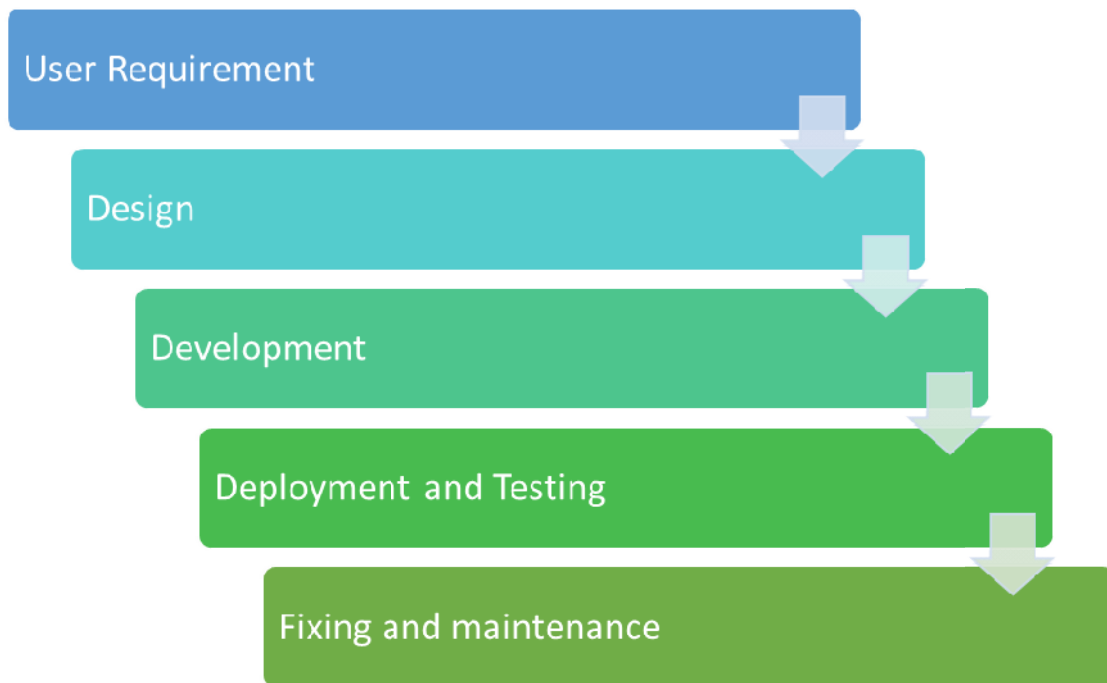 User Requirement
Design
Development
Deployment and Testing
Fixing and maintenance